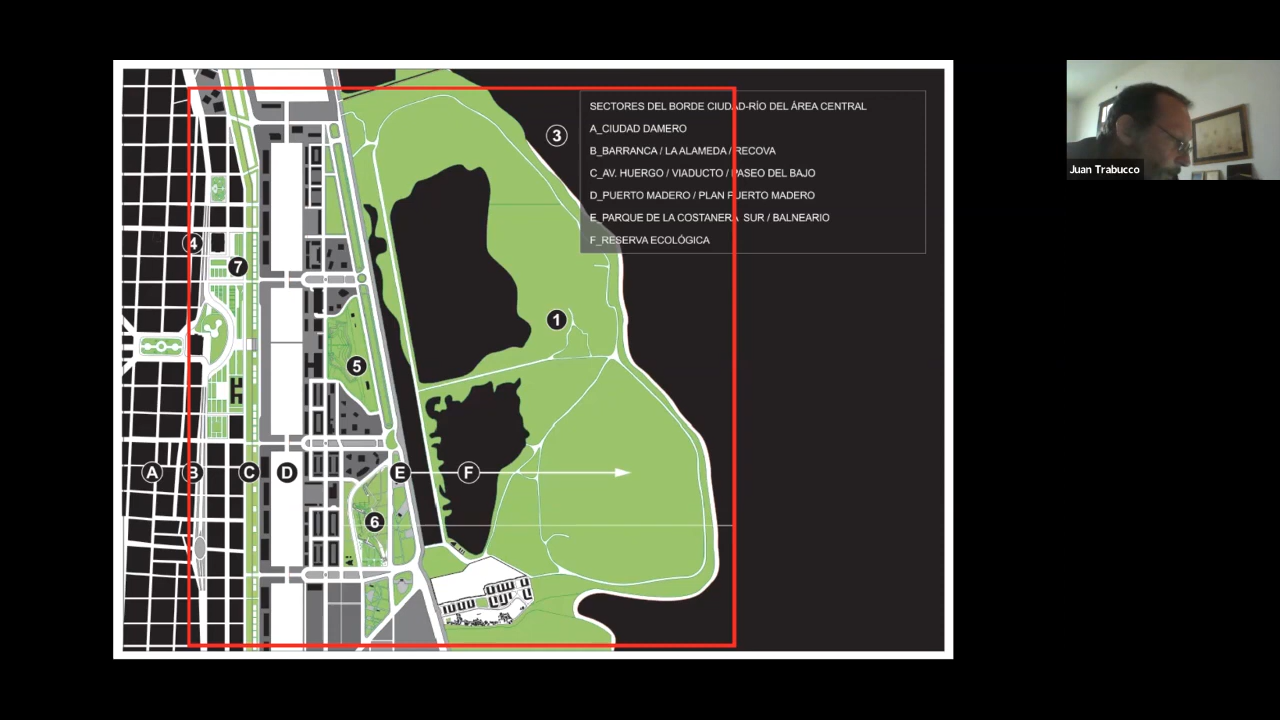 SECTORES DEL BORDE CIUDAD-RÍO DEL ÁREA CENTRAL
A_CIUDAD DAMERO
B_BARRANCA / LA ALAMEDA / RECOVA
C_AV. HUERGO / VIADUCTO / PASEO DEL BAJO
D_PUERTO MADERO / PLAN PUERTO MADERO
E_PARQUE DE LA COSTANERA SUR / BALNEARIO
F_RESERVA ECOLÓGICA
3
Juan Trabucco
4
7
1
5
A B C D E F
6